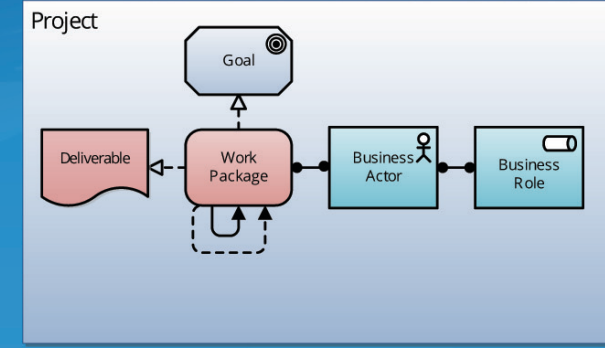 Project
Goal
Deliverable
Work
Package
Business
Actor
Business
Role